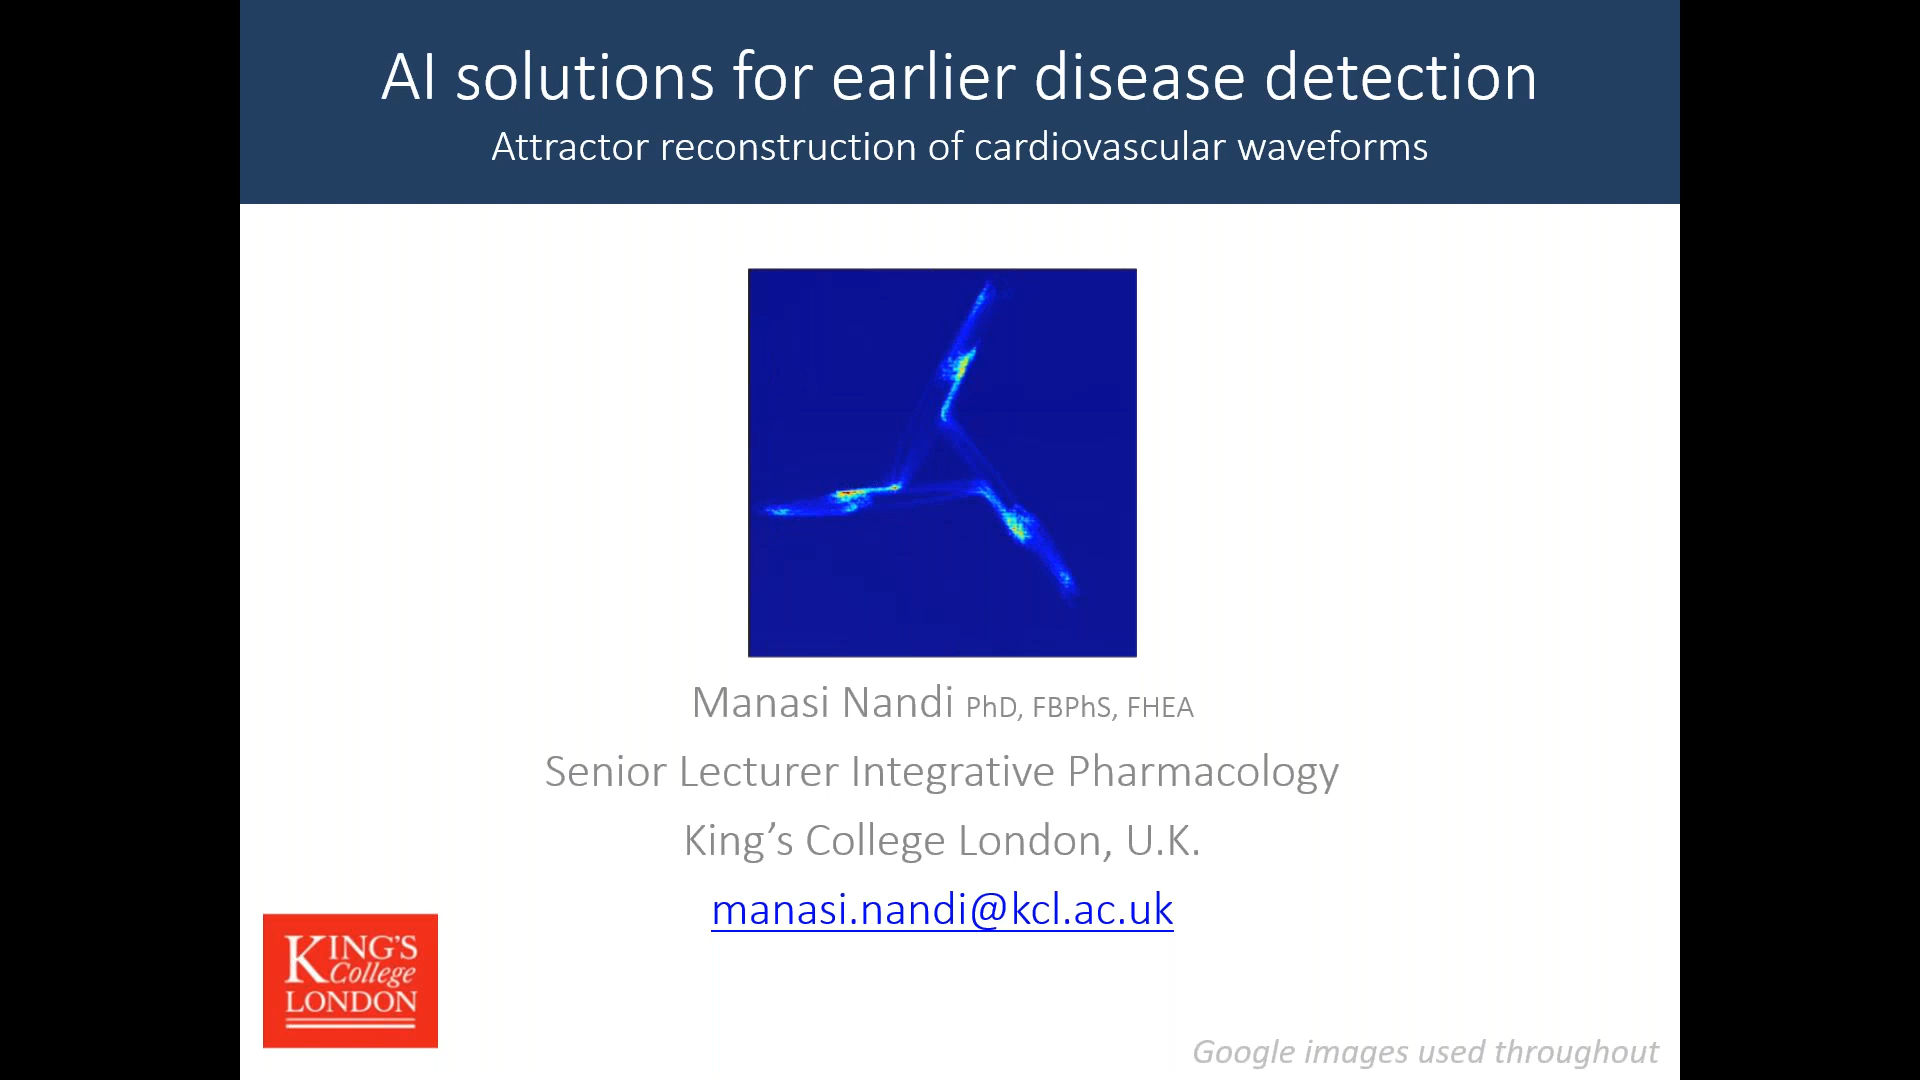 AI solutions for earlier disease detection
Attractor reconstruction of cardiovascular waveforms
Manasi Nandi PhD, FBPhS, FHEA
Senior Lecturer Integrative Pharmacology
King’s College London, U.K.
manasi.nandi@kcl.ac.uk
KING'S
College
LONDON
Google images used throughout